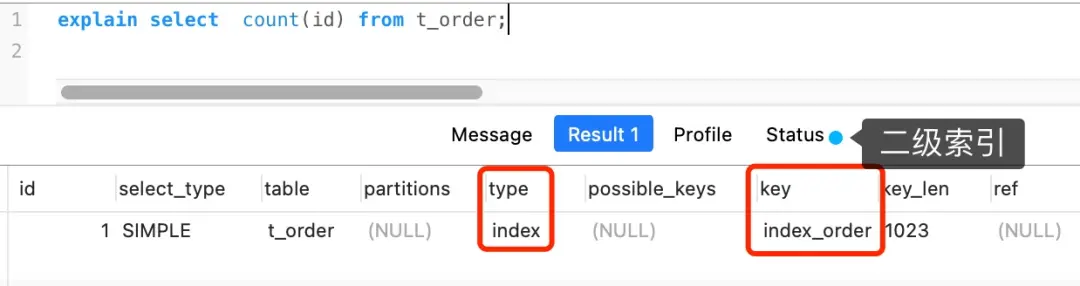 1 explain select count(id) from t_order;
2
Message Result 1 Profile Status 二级索引
id select_type table partitions type possible_keys key key_len ref
1 SIMPLE t_order (NULL) index (NULL) index_order 1023 (NULL)